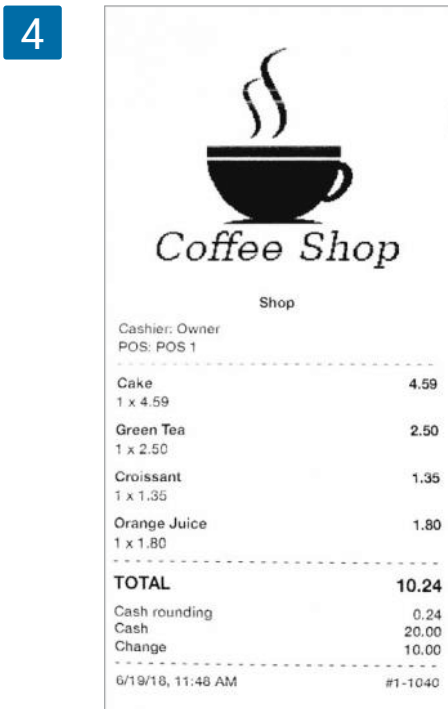 4
Coffee Shop
Shop
Cashier: Owner
POS: POS 1
Cake 4.59
1 x 4.59
Green Tea 2.50
1 x 2.50
Croissant 1.35
1 x 1.35
Orange Juice 1.80
1 x 1.80
TOTAL 10.24
Cash rounding 0.24
Cash 20.00
Change 10.00
6/19/18, 11:48 AM #1-1040